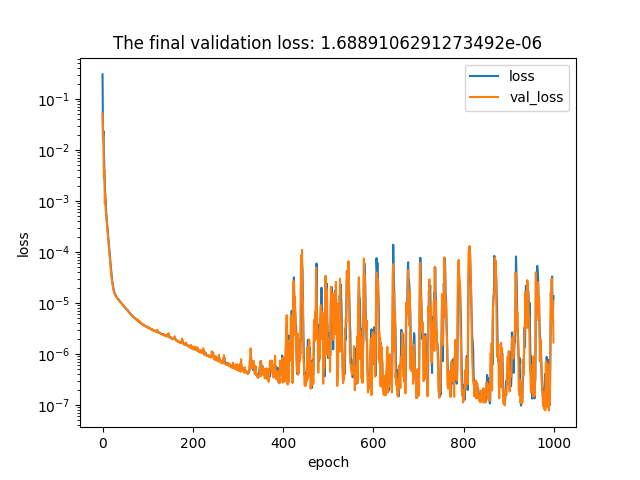 The final validation loss: 1.6889106291273492e-06
loss
val_loss
10⁻¹
10⁻²
10⁻³
10⁻⁴
10⁻⁵
10⁻⁶
10⁻⁷
loss
0 200 400 600 800 1000
epoch